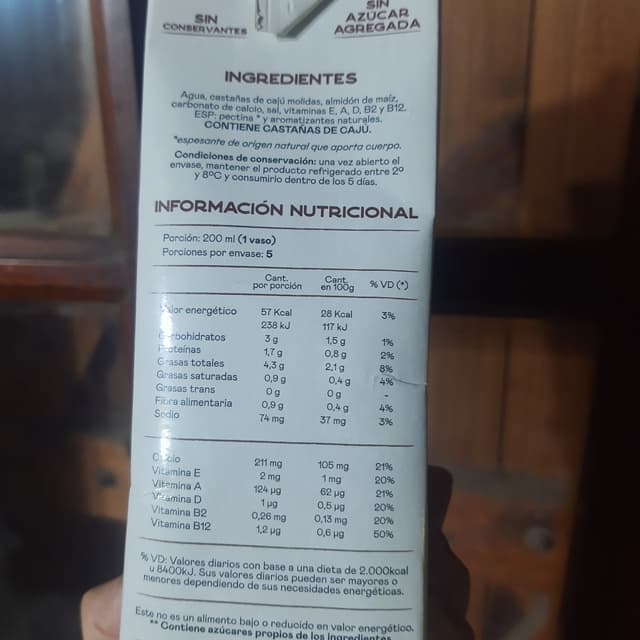 SIN
CONSERVANTES
SIN
AZÚCAR
AGREGADA
INGREDIENTES
Agua, castañas de cajú molidas, almidón de maíz,
carbonato de calcio, sal, vitaminas E, A, D, B2 y B12.
ESP: pectina * y aromatizantes naturales.
CONTIENE CASTAÑAS DE CAJÚ.
*espesante de origen natural que aporta cuerpo.
Condiciones de conservación: una vez abierto el
envase, mantener el producto refrigerado entre 2º
y 8ºC y consumirlo dentro de los 5 días.
INFORMACIÓN NUTRICIONAL
Porción: 200 ml (1 vaso)
Porciones por envase: 5
Cant. por porción Cant. en 100g % VD (*)
Valor energético 57 Kcal 28 Kcal 3%
238 kJ 117 kJ
Carbohidratos 3 g 1,5 g 1%
Proteínas 1,7 g 0,8 g 2%
Grasas totales 4,3 g 2,1 g 8%
Grasas saturadas 0,9 g 0,4 g 4%
Grasas trans 0 g 0 g -
Fibra alimentaria 0,9 g 0,4 g 4%
Sodio 74 mg 37 mg 3%
Calcio 211 mg 105 mg 21%
Vitamina E 2 mg 1 mg 20%
Vitamina A 124 µg 62 µg 21%
Vitamina D 1 µg 0,5 µg 20%
Vitamina B2 0,26 mg 0,13 mg 20%
Vitamina B12 1,2 µg 0,6 µg 50%
% VD: Valores diarios con base a una dieta de 2.000kcal
u 8400kJ. Sus valores diarios pueden ser mayores o
menores dependiendo de sus necesidades energéticas.
Este no es un alimento bajo o reducido en valor energético.
** Contiene azúcares propios de los ingredientes